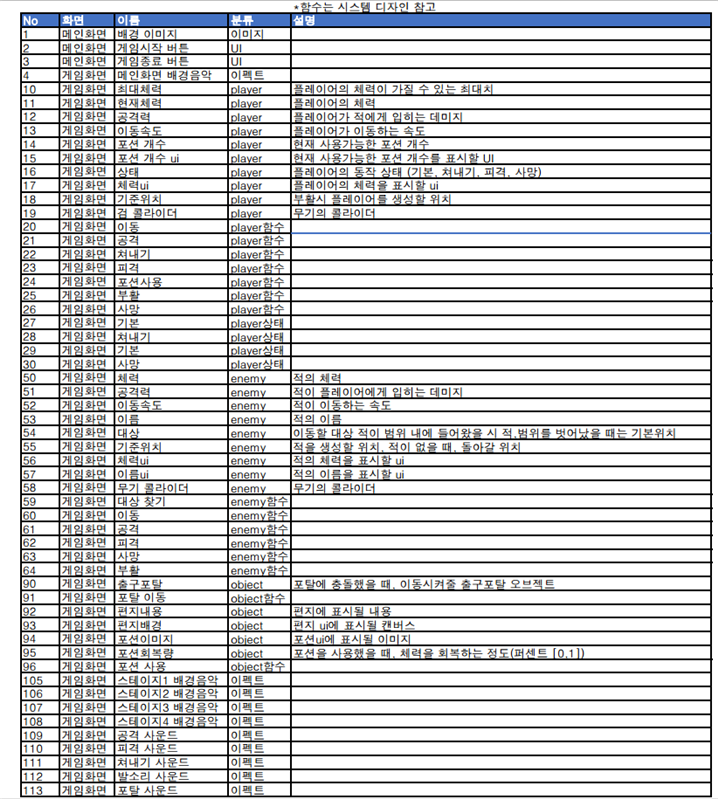 *함수는 시스템 디자인 참고
No 화면 이름 분류 설명
1 메인화면 배경 이미지 이미지
2 메인화면 게임시작 버튼 UI
3 메인화면 게임종료 버튼 UI
4 게임화면 메인화면 배경음악 이펙트
10 게임화면 최대체력 player 플레이어의 체력이 가질 수 있는 최대치
11 게임화면 현재체력 player 플레이어의 체력
12 게임화면 공격력 player 플레이어가 적에게 입히는 데미지
13 게임화면 이동속도 player 플레이어가 이동하는 속도
14 게임화면 포션 개수 player 현재 사용가능한 포션 개수
15 게임화면 포션 개수 ui player 현재 사용가능한 포션 개수를 표시할 UI
16 게임화면 상태 player 플레이어의 동작 상태 (기본, 쳐내기, 피격, 사망)
17 게임화면 체력ui player 플레이어의 체력을 표시할 ui
18 게임화면 기준위치 player 부활시 플레이어를 생성할 위치
19 게임화면 검 콜라이더 player 무기의 콜라이더
20 게임화면 이동 player함수
21 게임화면 공격 player함수
22 게임화면 쳐내기 player함수
23 게임화면 피격 player함수
24 게임화면 포션사용 player함수
25 게임화면 부활 player함수
26 게임화면 사망 player함수
27 게임화면 기본 player상태
28 게임화면 쳐내기 player상태
29 게임화면 기본 player상태
30 게임화면 사망 player상태
50 게임화면 체력 enemy 적의 체력
51 게임화면 공격력 enemy 적이 플레이어에게 입히는 데미지
52 게임화면 이동속도 enemy 적이 이동하는 속도
53 게임화면 이름 enemy 적의 이름
54 게임화면 대상 enemy 이동할 대상 적이 범위 내에 들어왔을 시 적,범위를 벗어났을 때는 기본위치
55 게임화면 기준위치 enemy 적을 생성할 위치, 적이 없을 때, 돌아갈 위치
56 게임화면 체력ui enemy 적의 체력을 표시할 ui
57 게임화면 이름ui enemy 적의 이름을 표시할 ui
58 게임화면 무기 콜라이더 enemy 무기의 콜라이더
59 게임화면 대상 찾기 enemy함수
60 게임화면 이동 enemy함수
61 게임화면 공격 enemy함수
62 게임화면 피격 enemy함수
63 게임화면 사망 enemy함수
64 게임화면 부활 enemy함수
90 게임화면 출구포탈 object 포탈에 충돌했을 때, 이동시켜줄 출구포탈 오브젝트
91 게임화면 포탈 이동 object함수
92 게임화면 편지내용 object 편지에 표시될 내용
93 게임화면 편지배경 object 편지 ui에 표시될 캔버스
94 게임화면 포션이미지 object 포션ui에 표시될 이미지
95 게임화면 포션회복량 object 포션을 사용했을 때, 체력을 회복하는 정도(퍼센트 [0,1])
96 게임화면 포션 사용 object함수
105 게임화면 스테이지1 배경음악 이펙트
106 게임화면 스테이지2 배경음악 이펙트
107 게임화면 스테이지3 배경음악 이펙트
108 게임화면 스테이지4 배경음악 이펙트
109 게임화면 공격 사운드 이펙트
110 게임화면 피격 사운드 이펙트
111 게임화면 쳐내기 사운드 이펙트
112 게임화면 발소리 사운드 이펙트
113 게임화면 포탈 사운드 이펙트